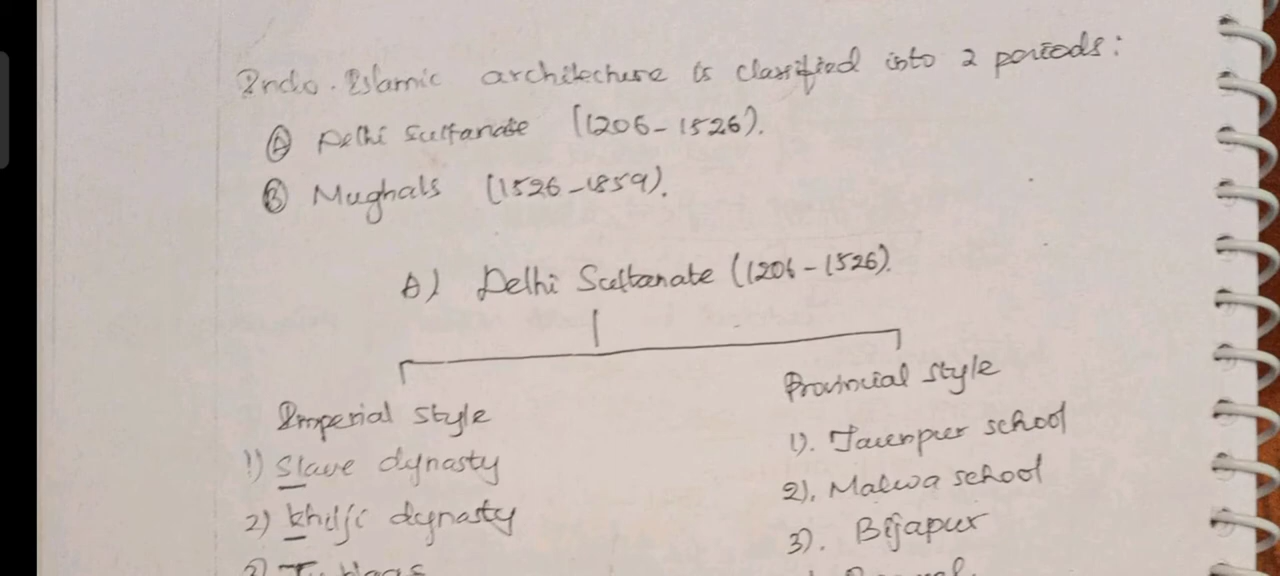 Indo-Islamic architecture is classified into 2 periods:
Ⓐ Delhi Sultanate (1206-1526).
Ⓑ Mughals (1526-1859).
A) Delhi Sultanate (1206-1526).
Imperial style
1) Slave dynasty
2) Khilji dynasty
Provincial style
1). Jaunpur school
2). Malwa school
3). Bijapur